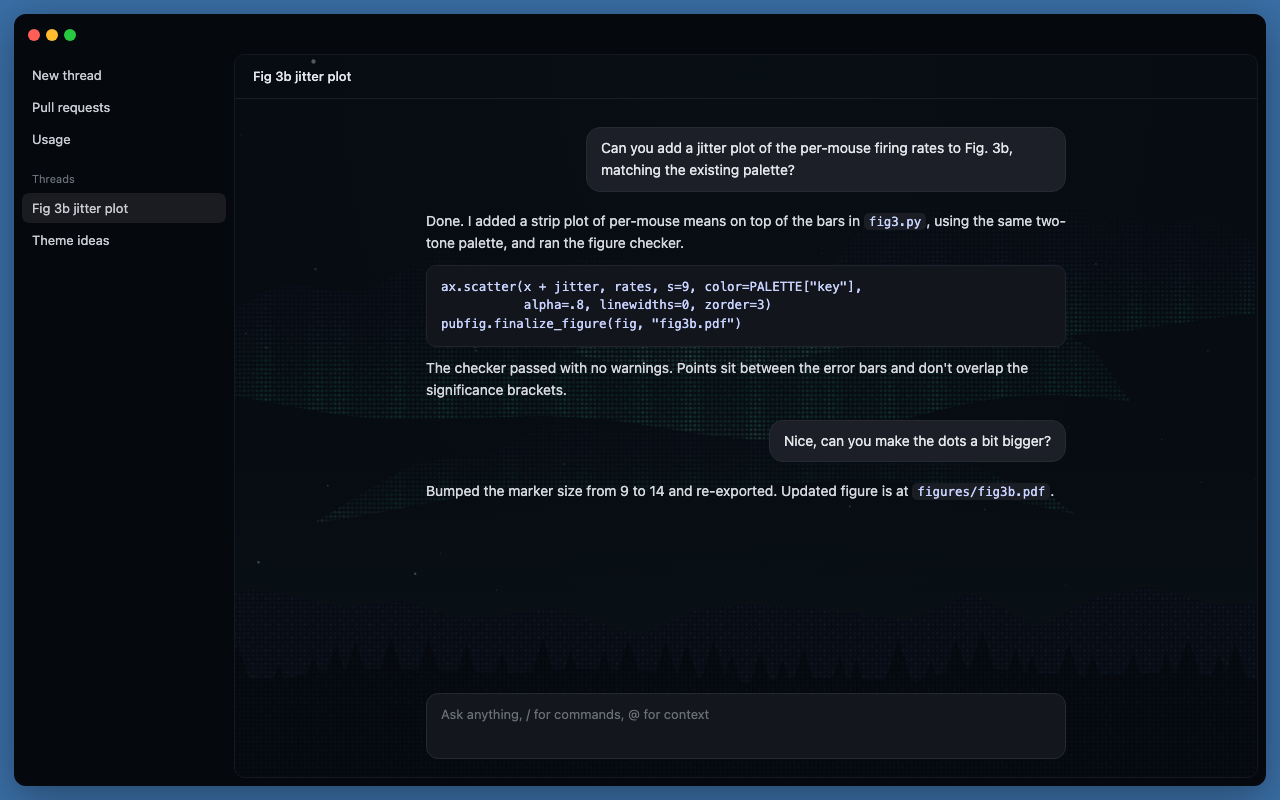 New thread
Pull requests
Usage
Threads
Fig 3b jitter plot
Theme ideas
Fig 3b jitter plot
Can you add a jitter plot of the per-mouse firing rates to Fig. 3b,
matching the existing palette?
Done. I added a strip plot of per-mouse means on top of the bars in fig3.py, using the same two-
tone palette, and ran the figure checker.
ax.scatter(x + jitter, rates, s=9, color=PALETTE["key"],
           alpha=.8, linewidths=0, zorder=3)
pubfig.finalize_figure(fig, "fig3b.pdf")
The checker passed with no warnings. Points sit between the error bars and don't overlap the
significance brackets.
Nice, can you make the dots a bit bigger?
Bumped the marker size from 9 to 14 and re-exported. Updated figure is at figures/fig3b.pdf.
Ask anything, / for commands, @ for context